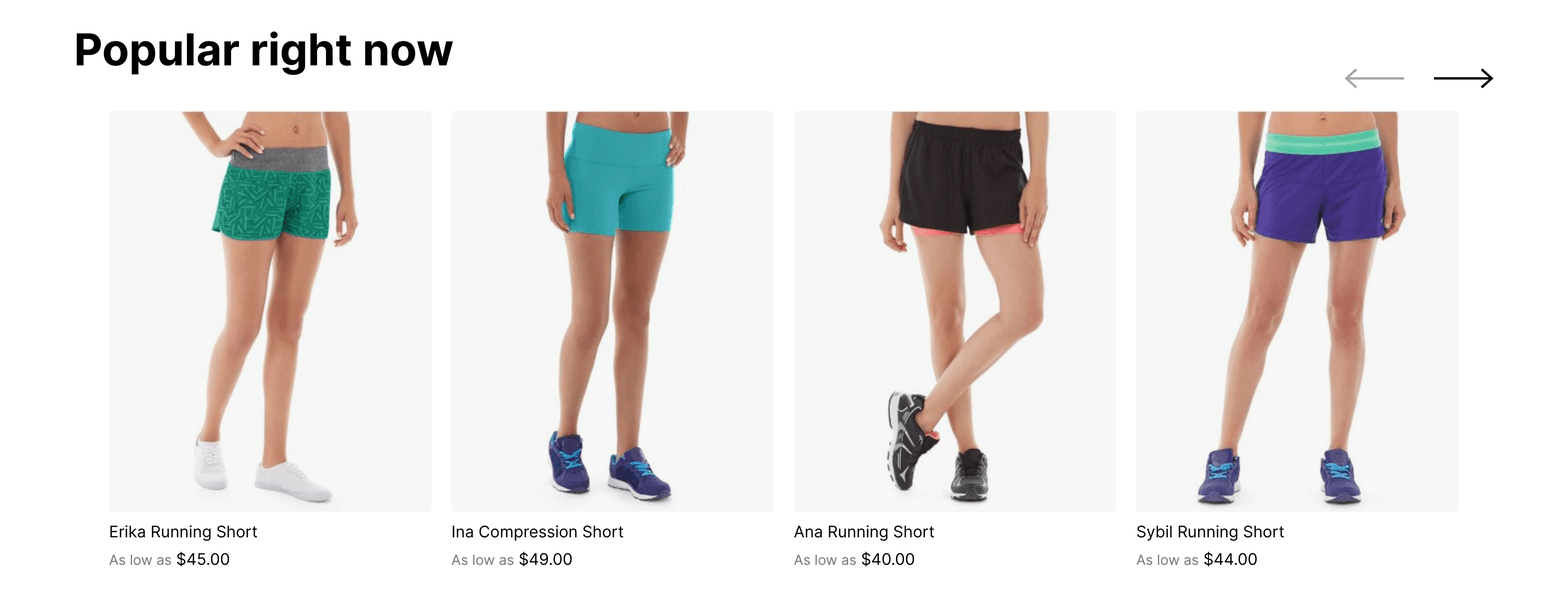 Popular right now
Erika Running Short
As low as $45.00
Ina Compression Short
As low as $49.00
Ana Running Short
As low as $40.00
Sybil Running Short
As low as $44.00